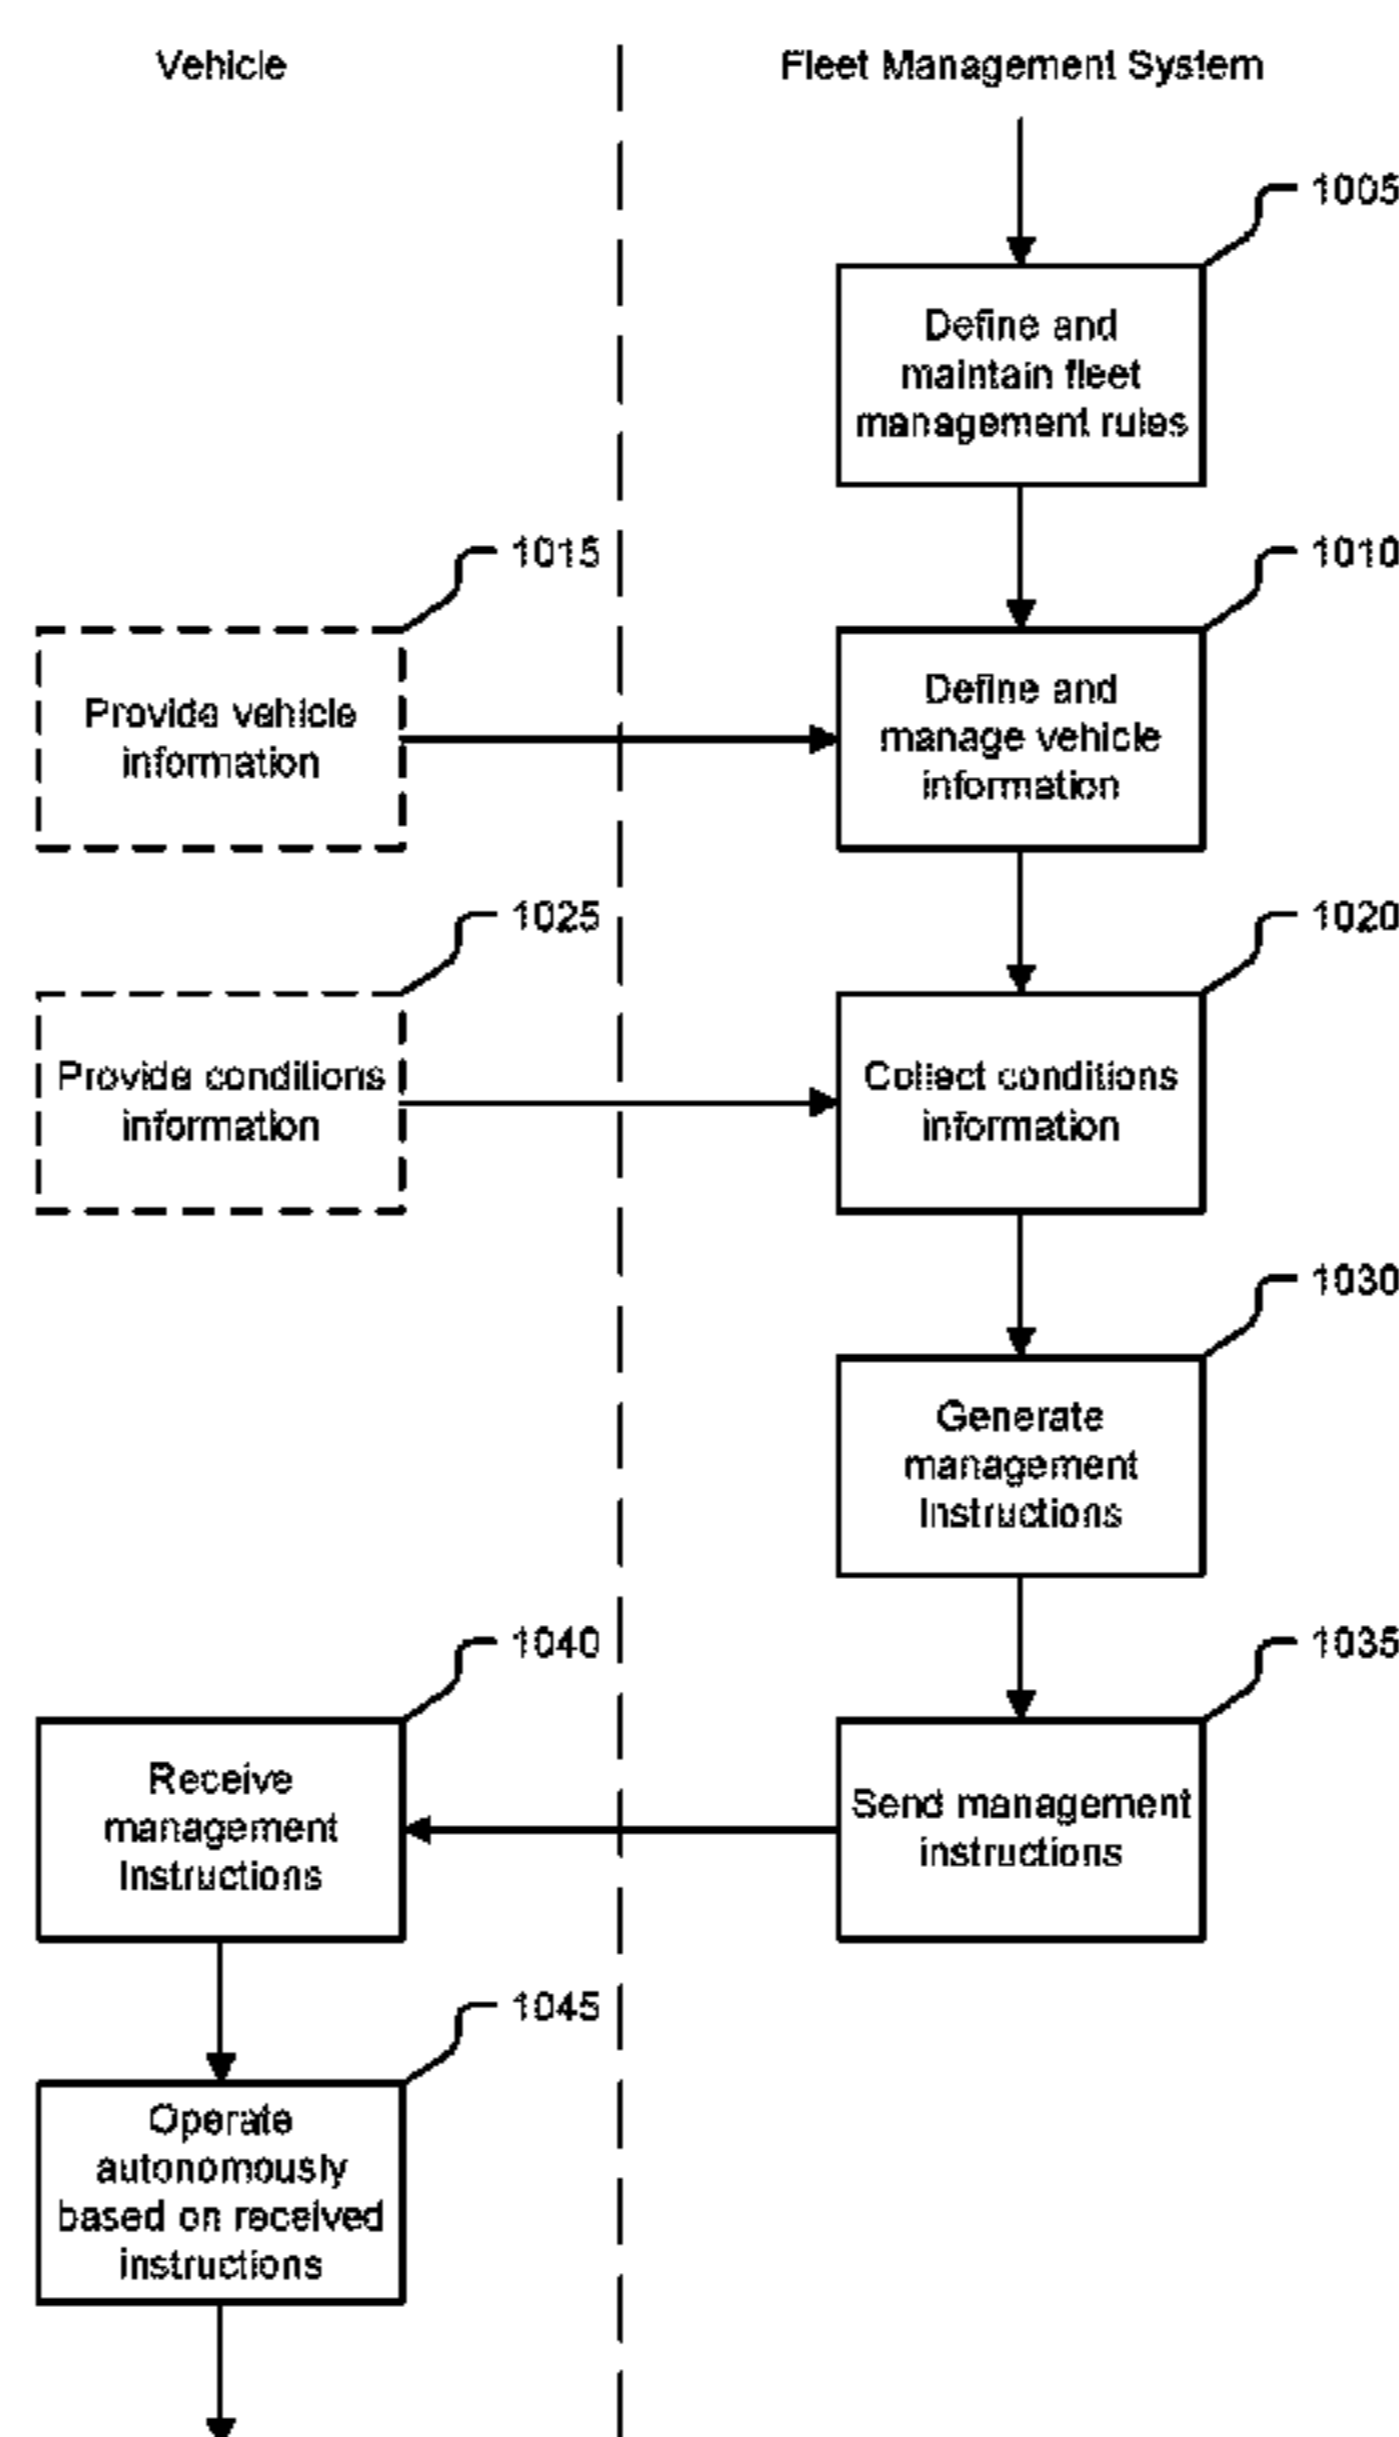 Vehicle
Fleet Management System
1005
Define and
maintain fleet
management rules
1015
1010
Provide vehicle
information
Define and
manage vehicle
information
1025
1020
Provide conditions
information
Collect conditions
information
1030
Generate
management
Instructions
1040
1035
Receive
management
Instructions
Send management
instructions
1045
Operate
autonomously
based on received
instructions